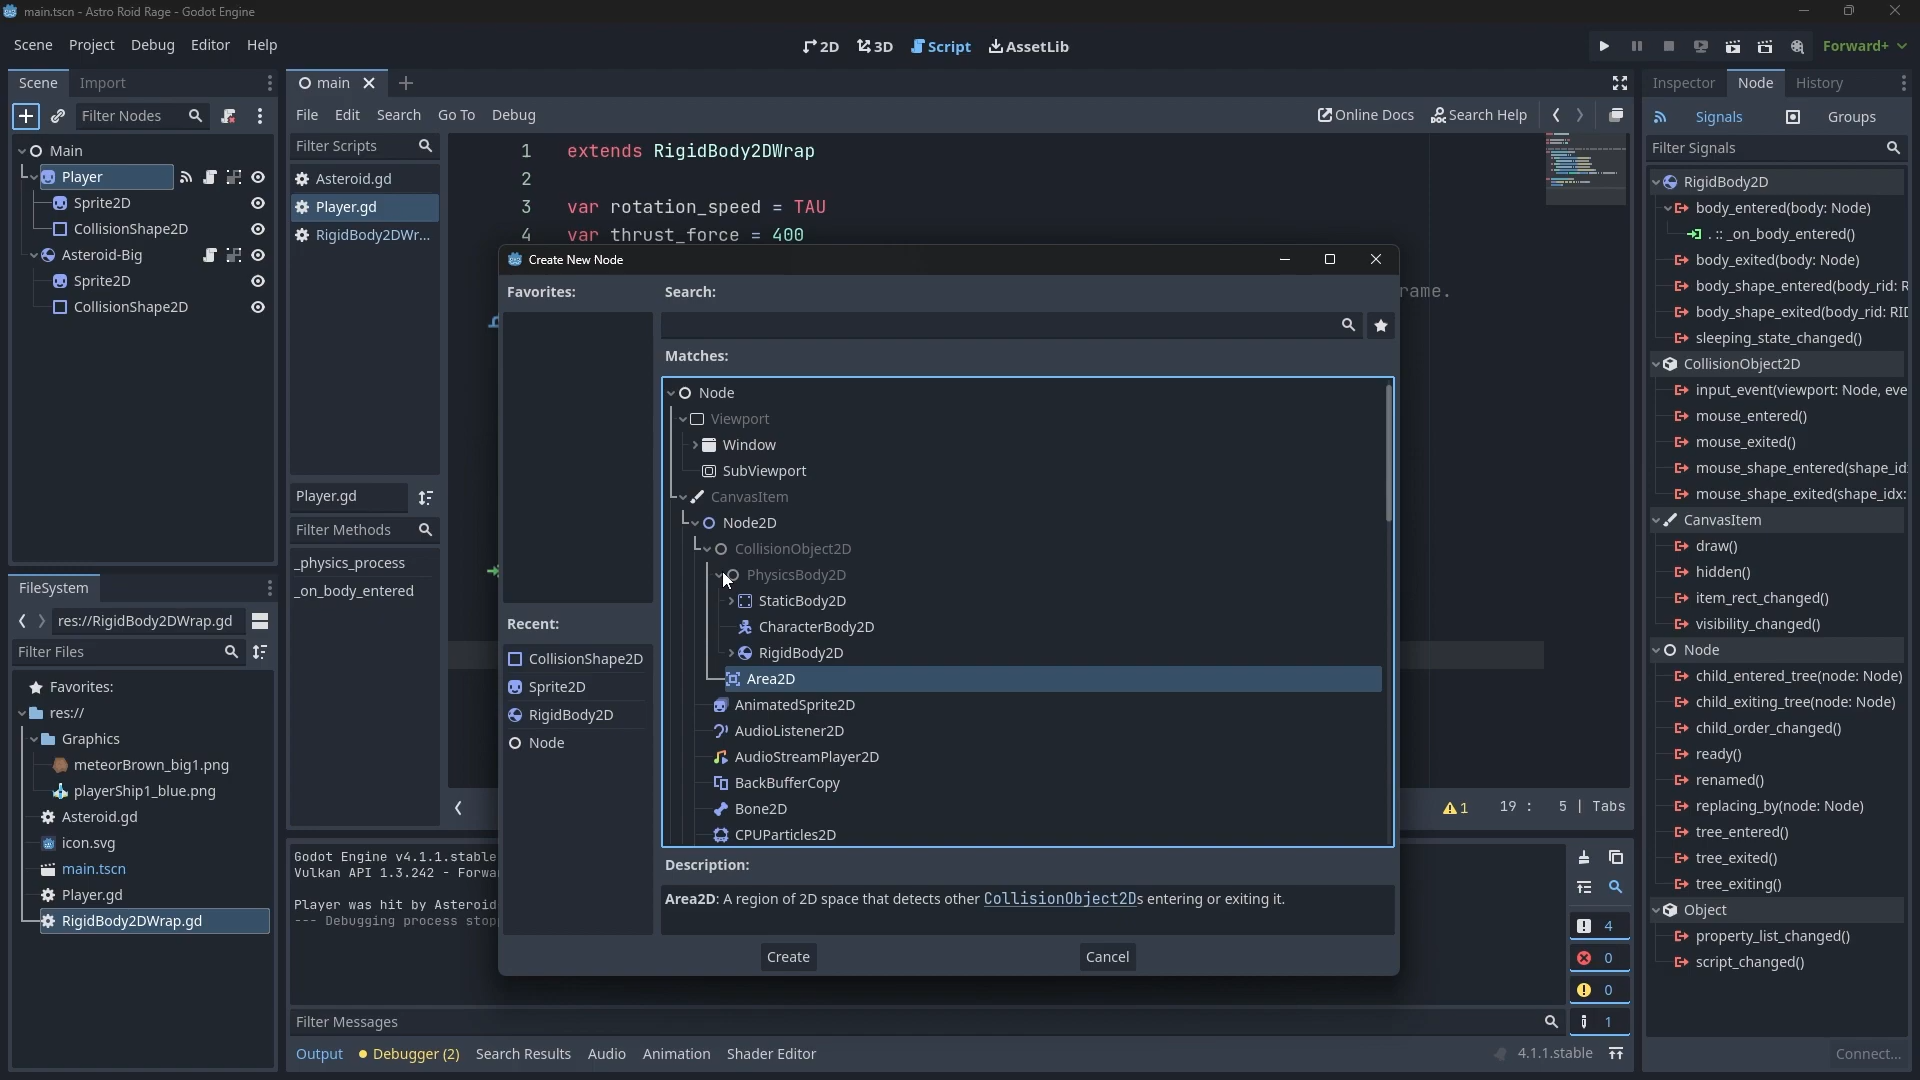 main.tscn - Astro Roid Rage - Godot Engine
Scene Project Debug Editor Help
2D 3D Script AssetLib
Forward+
Scene Import
Filter Nodes
Main
Player
Sprite2D
CollisionShape2D
Asteroid-Big
Sprite2D
CollisionShape2D
FileSystem
res://RigidBody2DWrap.gd
Filter Files
Favorites:
res://
Graphics
meteorBrown_big1.png
playerShip1_blue.png
Asteroid.gd
icon.svg
main.tscn
Player.gd
RigidBody2DWrap.gd
main
File Edit Search Go To Debug
Online Docs Search Help
Filter Scripts
Asteroid.gd
Player.gd
RigidBody2DWr...
Player.gd
Filter Methods
_physics_process
_on_body_entered
1 extends RigidBody2DWrap
2
3 var rotation_speed = TAU
4 var thrust_force = 400
rame.
1 19 : 5 | Tabs
Create New Node
Favorites:
Recent:
CollisionShape2D
Sprite2D
RigidBody2D
Node
Search:
Matches:
Node
Viewport
Window
SubViewport
CanvasItem
Node2D
CollisionObject2D
PhysicsBody2D
StaticBody2D
CharacterBody2D
RigidBody2D
Area2D
AnimatedSprite2D
AudioListener2D
AudioStreamPlayer2D
BackBufferCopy
Bone2D
CPUParticles2D
Description:
Area2D: A region of 2D space that detects other CollisionObject2Ds entering or exiting it.
Create Cancel
Godot Engine v4.1.1.stable
Vulkan API 1.3.242 - Forwa
Player was hit by Asteroid
--- Debugging process stop
4
0
0
1
Filter Messages
Output Debugger (2) Search Results Audio Animation Shader Editor
4.1.1.stable
Inspector Node History
Signals Groups
Filter Signals
RigidBody2D
body_entered(body: Node)
. :: _on_body_entered()
body_exited(body: Node)
body_shape_entered(body_rid: R
body_shape_exited(body_rid: RID
sleeping_state_changed()
CollisionObject2D
input_event(viewport: Node, eve
mouse_entered()
mouse_exited()
mouse_shape_entered(shape_id
mouse_shape_exited(shape_idx:
CanvasItem
draw()
hidden()
item_rect_changed()
visibility_changed()
Node
child_entered_tree(node: Node)
child_exiting_tree(node: Node)
child_order_changed()
ready()
renamed()
replacing_by(node: Node)
tree_entered()
tree_exited()
tree_exiting()
Object
property_list_changed()
script_changed()
Connect...